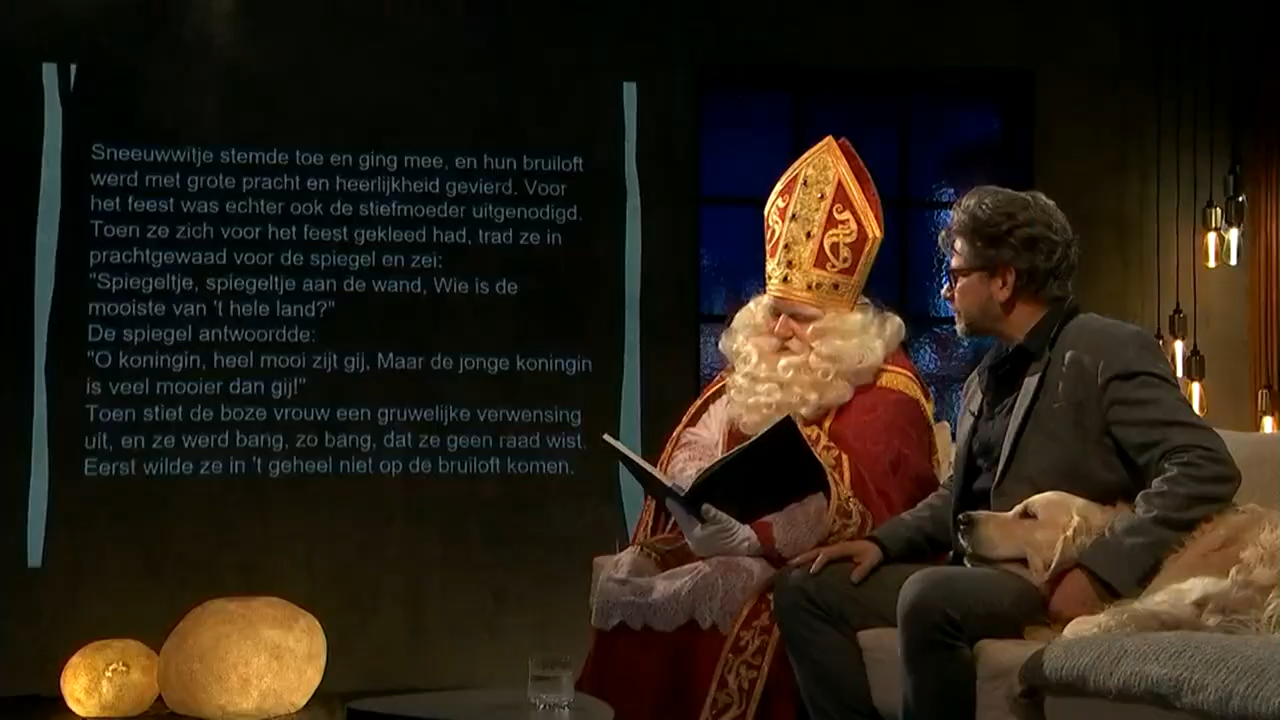 Sneeuwwitje stemde toe en ging mee, en hun bruiloft
werd met grote pracht en heerlijkheid gevierd. Voor
het feest was echter ook de stiefmoeder uitgenodigd.
Toen ze zich voor het feest gekleed had, trad ze in
prachtgewaad voor de spiegel en zei:
"Spiegeltje, spiegeltje aan de wand, Wie is de
mooiste van 't hele land?"
De spiegel antwoordde:
"O koningin, heel mooi zijt gij, Maar de jonge koningin
is veel mooier dan gij!"
Toen stiet de boze vrouw een gruwelijke verwensing
uit, en ze werd bang, zo bang, dat ze geen raad wist.
Eerst wilde ze in 't geheel niet op de bruiloft komen.